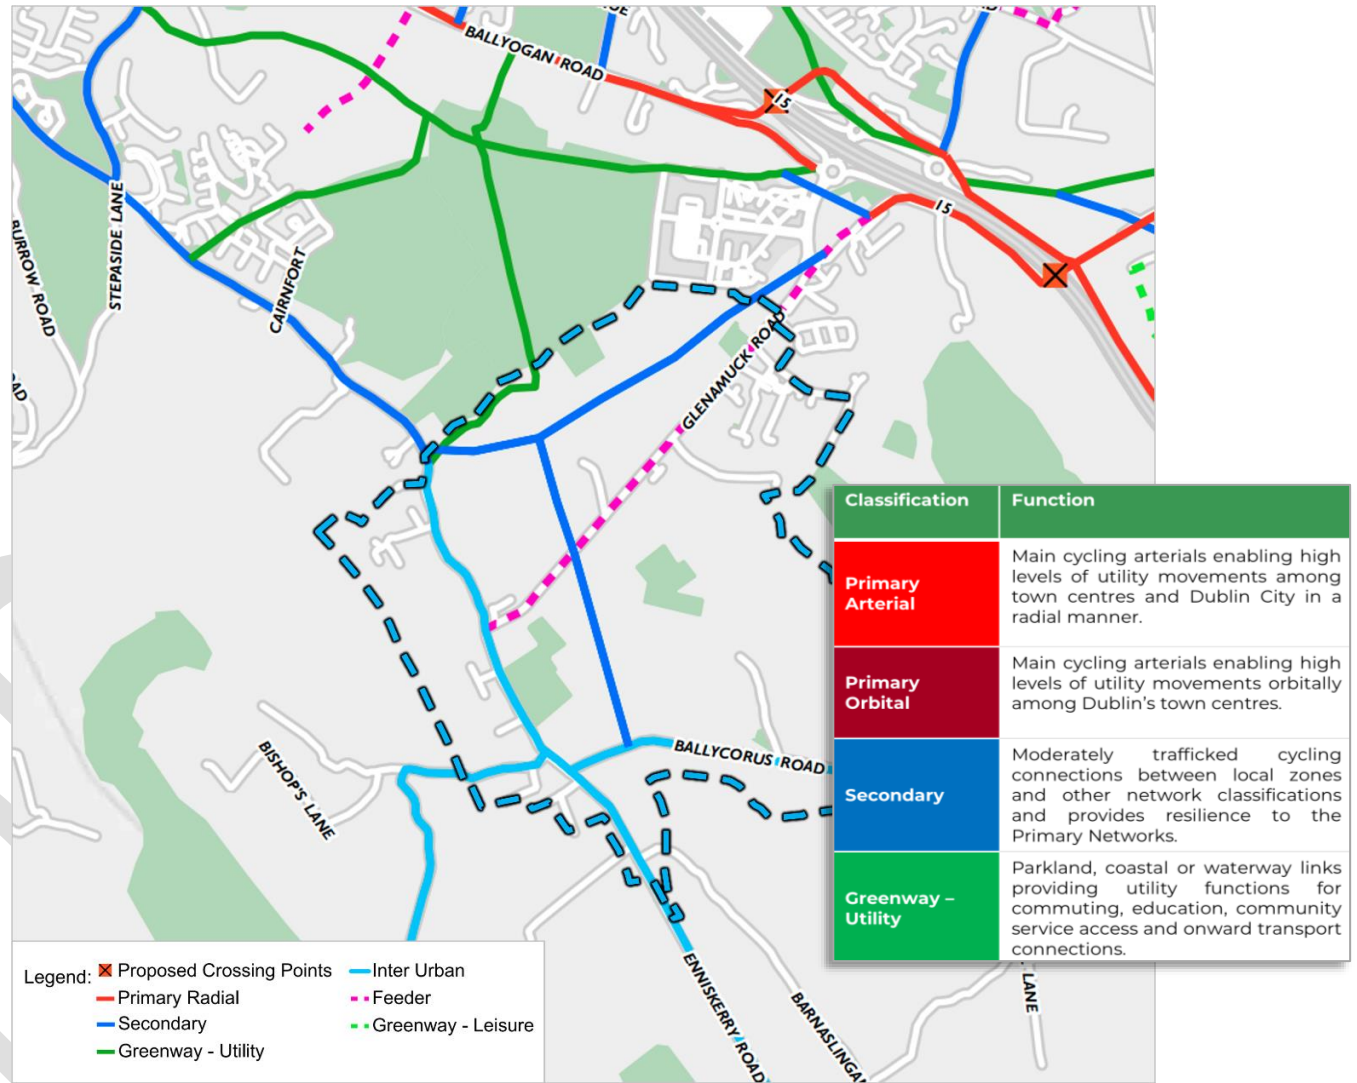 BALLYOGAN ROAD
15
15
STEPASIDE LANE
BURROW ROAD
CAIRNFORT
GLENAMUCK ROAD
BALLYCORUS ROAD
BISHOP'S LANE
ENNISKERRY ROAD
BARNASLINGA
LANE
Classification Function
Primary Arterial
Main cycling arterials enabling high
levels of utility movements among
town centres and Dublin City in a
radial manner.
Primary Orbital
Main cycling arterials enabling high
levels of utility movements orbitally
among Dublin's town centres.
Secondary
Moderately trafficked cycling
connections between local zones
and other network classifications
and provides resilience to the
Primary Networks.
Greenway –
Utility
Parkland, coastal or waterway links
providing utility functions for
commuting, education, community
service access and onward transport
connections.
Legend:
Proposed Crossing Points
Primary Radial
Secondary
Greenway - Utility
Inter Urban
Feeder
Greenway - Leisure